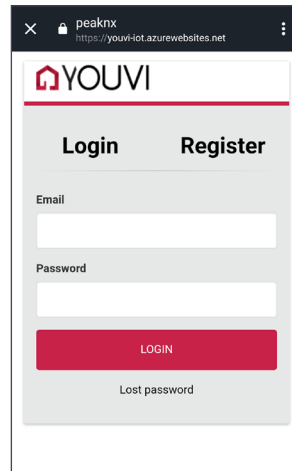 peaknx
https://youvi-iot.azurewebsites.net
YOUVI
Login Register
Email
Password
LOGIN
Lost password